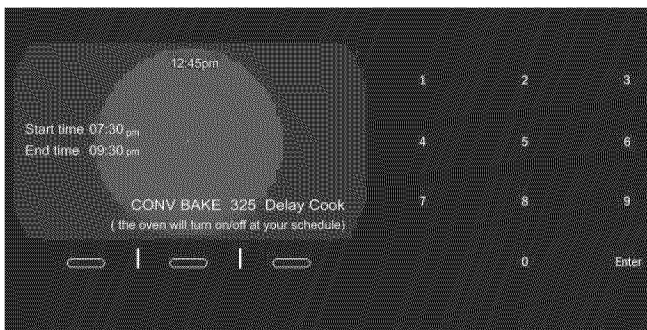 12:45pm
Start time 07:30 pm
End time 09:30 pm
CONV BAKE 325 Delay Cook
( the oven will turn on/off at your schedule)
1 2 3
4 5 6
7 8 9
0 Enter